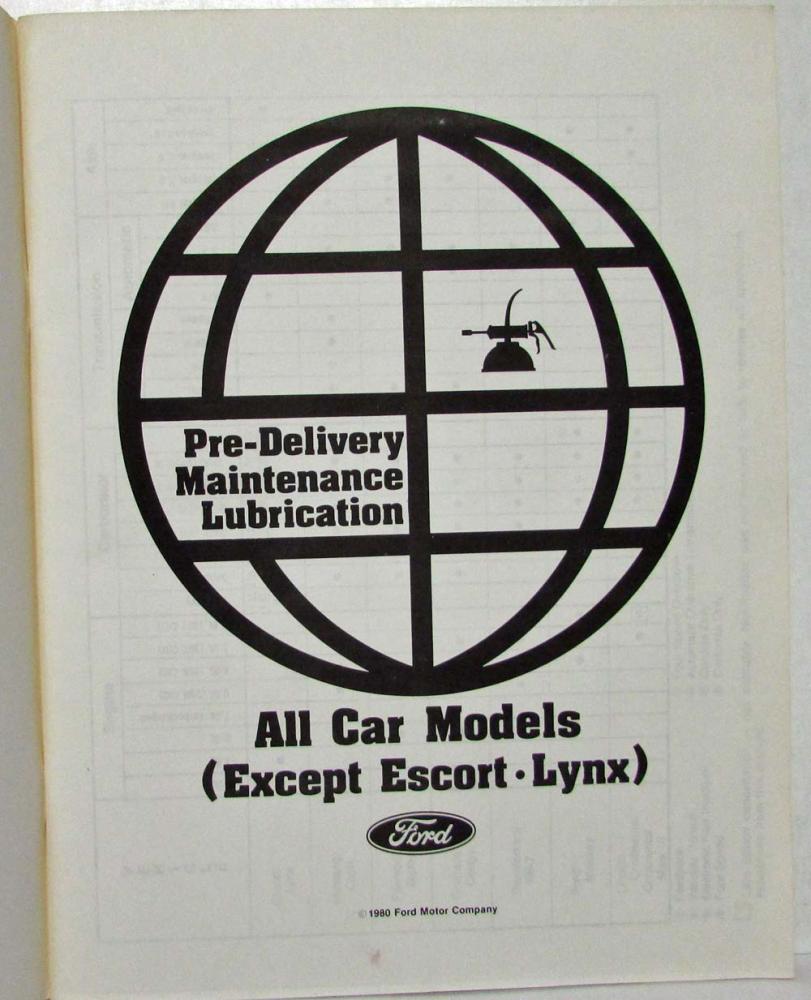 Pre-Delivery
Maintenance
Lubrication
All Car Models
(Except Escort • Lynx)
Ford
© 1980 Ford Motor Company